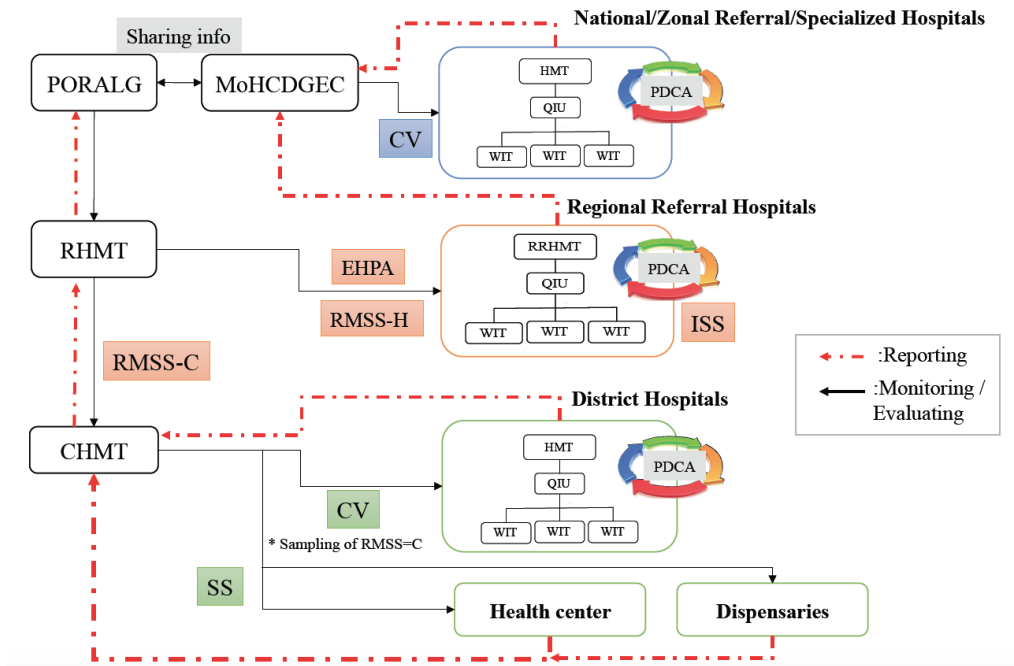 National/Zonal Referral/Specialized Hospitals
Sharing info
PORALG
MoHCDGEC
CV
HMT
QIU
WIT
WIT
WIT
PDCA
Regional Referral Hospitals
RHMT
EHPA
RMSS-H
RRHMT
QIU
WIT
WIT
WIT
PDCA
ISS
:Reporting
:Monitoring /
Evaluating
RMSS-C
District Hospitals
CHMT
CV
* Sampling of RMSS=C
HMT
QIU
WIT
WIT
WIT
PDCA
SS
Health center
Dispensaries